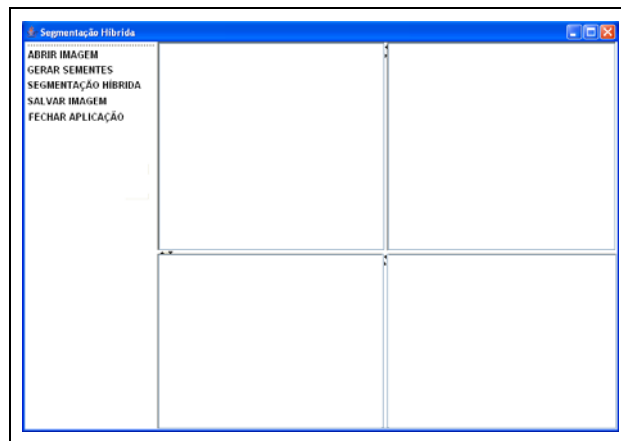 Segmentação Híbrida
ABRIR IMAGEM
GERAR SEMENTES
SEGMENTAÇÃO HÍBRIDA
SALVAR IMAGEM
FECHAR APLICAÇÃO